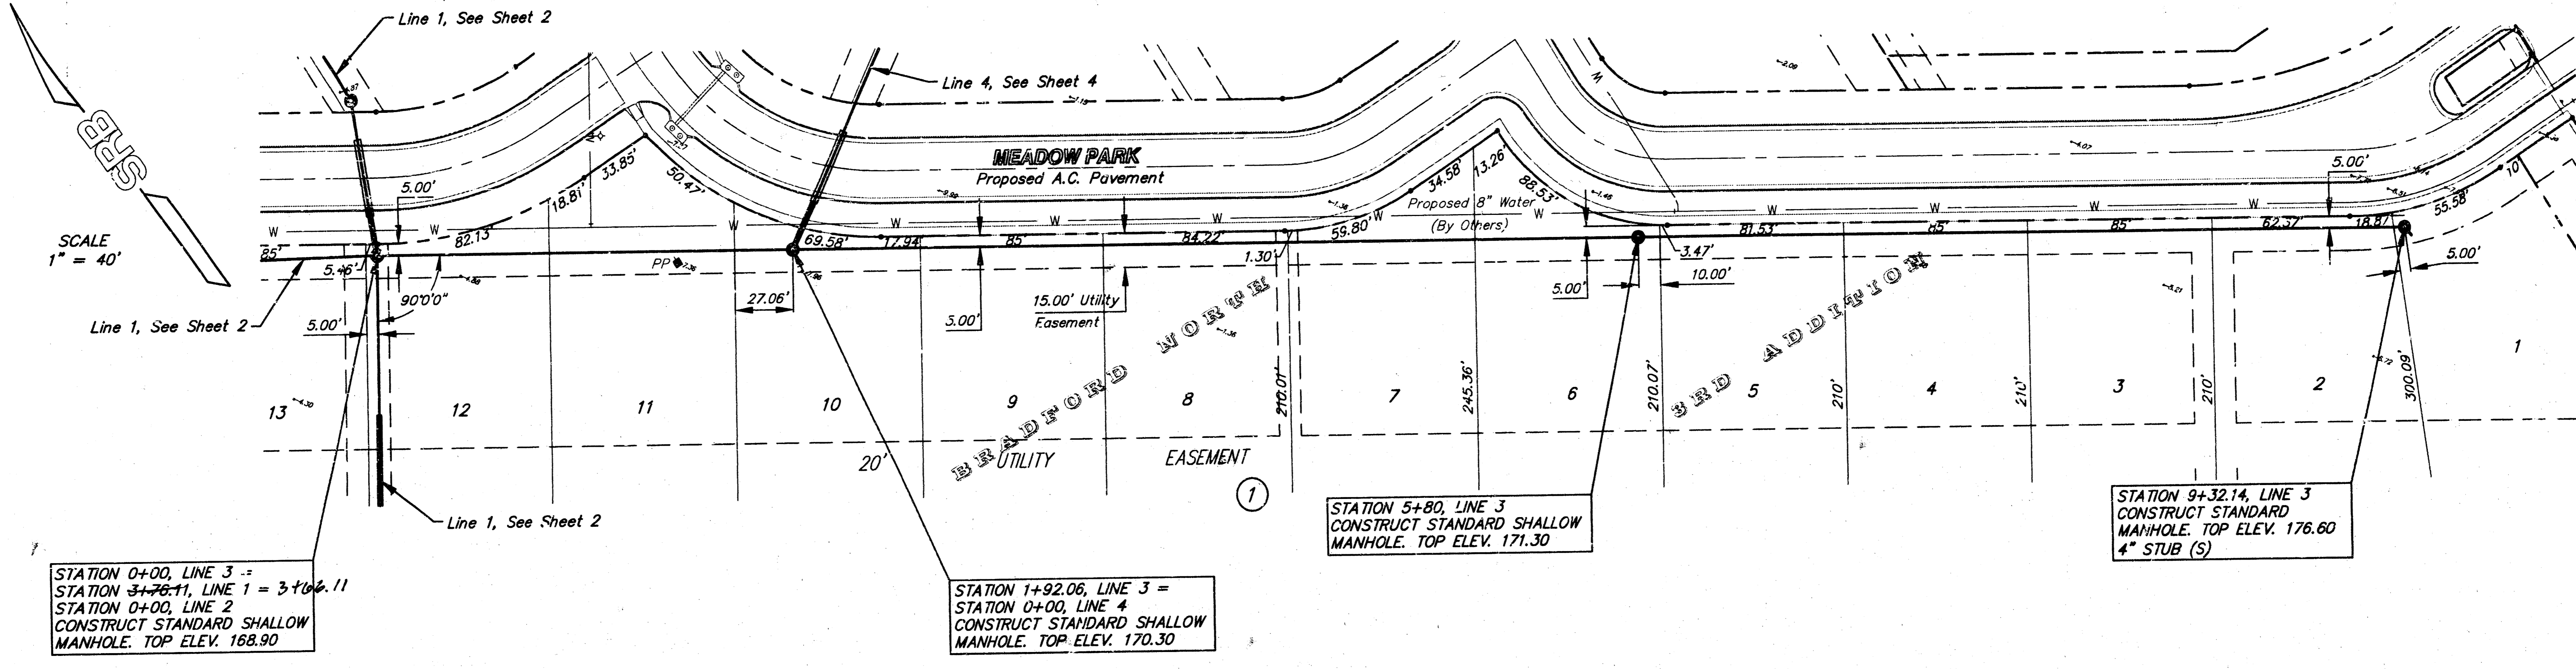 Line 1, See Sheet 2
Line 4, See Sheet 4
SRB
SCALE
1" = 40'
MEADOW PARK
Proposed A.C. Pavement
5.00'
18.81'
33.85'
50.47'
34.58'
13.26'
88.53'
Proposed 8" Water
(By Others)
5.00'
10'
55.58'
W
W
W
W
W
W
W
W
W
W
W
W
W
85'
82.13'
69.58'
17.94'
85'
84.22'
59.80'
81.53'
85'
85'
62.37'
18.87'
5.46'
PP
1.30'
3.47'
5.00'
90°0'0"
27.06'
15.00' Utility
Easement
5.00'
10.00'
Line 1, See Sheet 2
5.00'
5.00'
BRADFORD NORTH 3RD ADDITION
13
12
11
10
9
8
7
6
5
4
3
2
1
210.01'
245.36'
210.07'
210'
210'
210'
300.09'
20' UTILITY EASEMENT
1
Line 1, See Sheet 2
STATION 0+00, LINE 3 =
STATION 3+76.11, LINE 1 = 3+66.11
STATION 0+00, LINE 2
CONSTRUCT STANDARD SHALLOW
MANHOLE. TOP ELEV. 168.90
STATION 1+92.06, LINE 3 =
STATION 0+00, LINE 4
CONSTRUCT STANDARD SHALLOW
MANHOLE. TOP ELEV. 170.30
STATION 5+80, LINE 3
CONSTRUCT STANDARD SHALLOW
MANHOLE. TOP ELEV. 171.30
STATION 9+32.14, LINE 3
CONSTRUCT STANDARD
MANHOLE. TOP ELEV. 176.60
4" STUB (S)